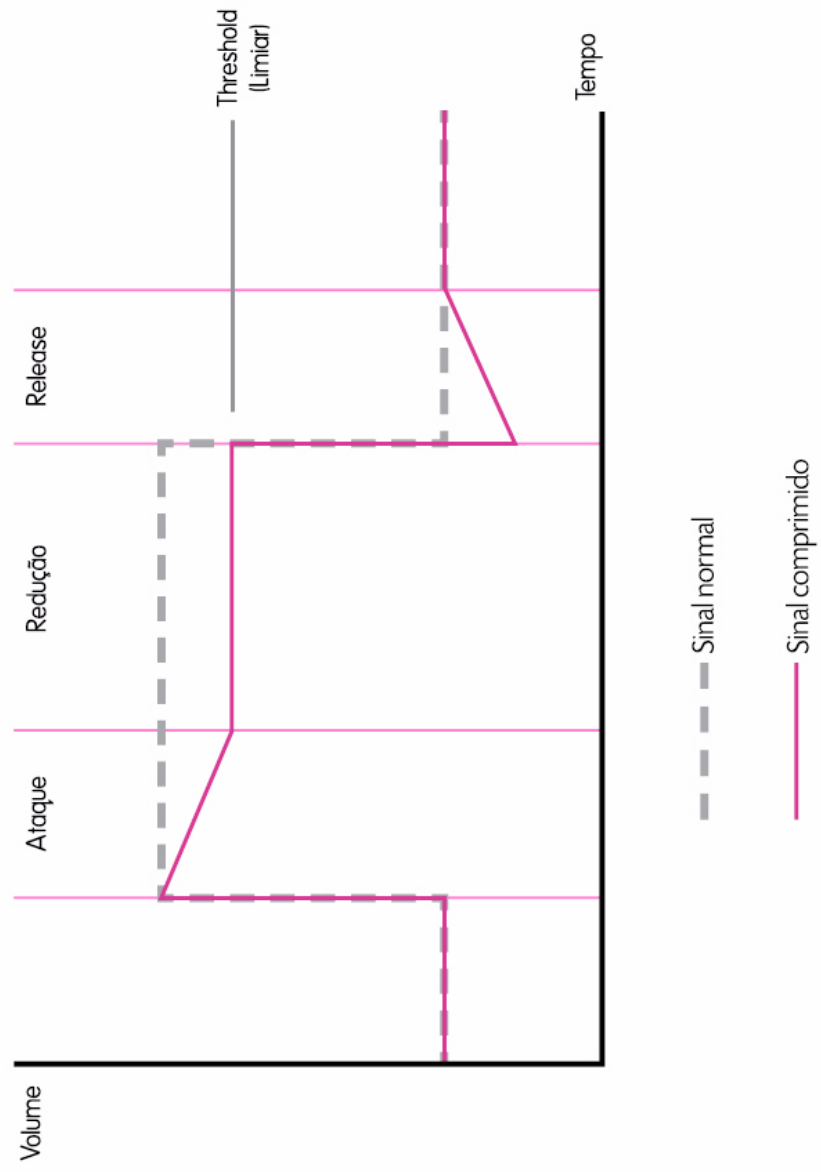 Volume
Ataque
Redução
Release
Threshold
(Limiar)
Tempo
Sinal normal
Sinal comprimido